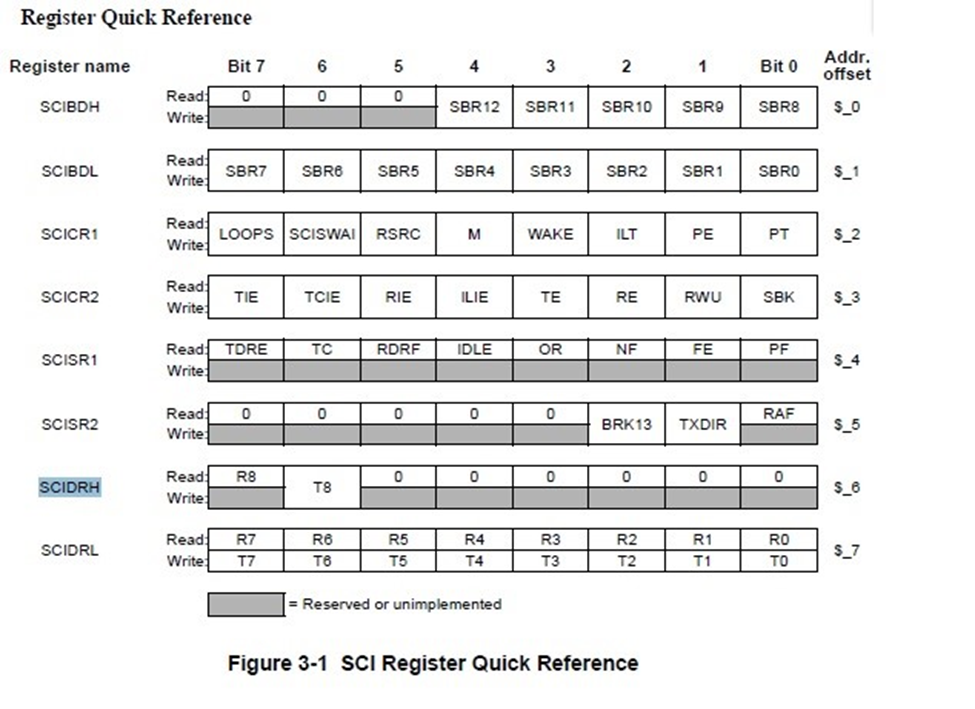 Register Quick Reference
Register name Bit 7 6 5 4 3 2 1 Bit 0 Addr. offset
SCIBDH Read: 0 0 0 SBR12 SBR11 SBR10 SBR9 SBR8 $_0
Write:
SCIBDL Read: SBR7 SBR6 SBR5 SBR4 SBR3 SBR2 SBR1 SBR0 $_1
Write:
SCICR1 Read: LOOPS SCISWAI RSRC M WAKE ILT PE PT $_2
Write:
SCICR2 Read: TIE TCIE RIE ILIE TE RE RWU SBK $_3
Write:
SCISR1 Read: TDRE TC RDRF IDLE OR NF FE PF $_4
Write:
SCISR2 Read: 0 0 0 0 0 BRK13 TXDIR RAF $_5
Write:
SCIDRH Read: R8 T8 0 0 0 0 0 0 $_6
Write:
SCIDRL Read: R7 R6 R5 R4 R3 R2 R1 R0 $_7
Write: T7 T6 T5 T4 T3 T2 T1 T0
= Reserved or unimplemented
Figure 3-1 SCI Register Quick Reference